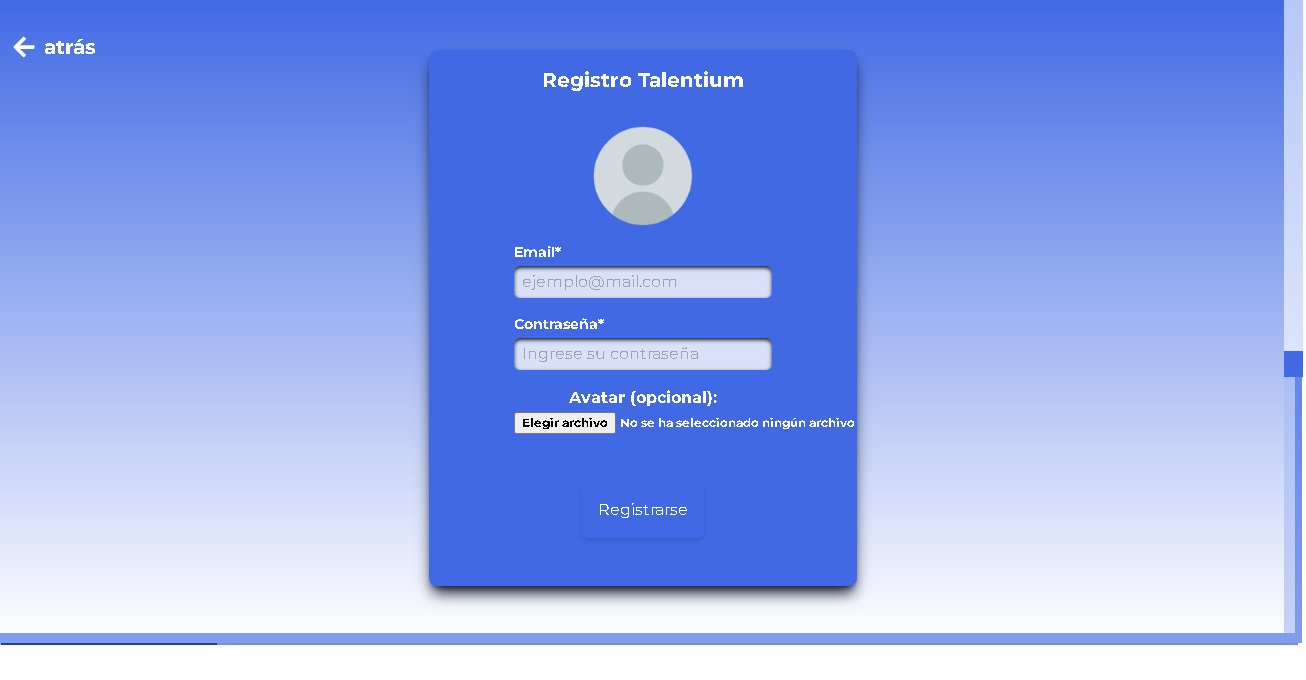 atrás
Registro Talentium
Email*
ejemplo@mail.com
Contraseña*
Ingrese su contraseña
Avatar (opcional):
Elegir archivo No se ha seleccionado ningún archivo
Registrarse